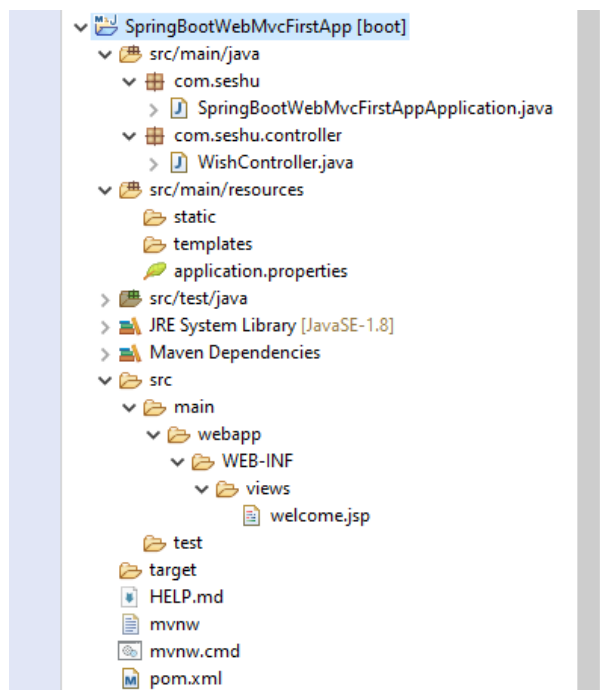 SpringBootWebMvcFirstApp [boot]
src/main/java
com.seshu
SpringBootWebMvcFirstAppApplication.java
com.seshu.controller
WishController.java
src/main/resources
static
templates
application.properties
src/test/java
JRE System Library [JavaSE-1.8]
Maven Dependencies
src
main
webapp
WEB-INF
views
welcome.jsp
test
target
HELP.md
mvnw
mvnw.cmd
pom.xml